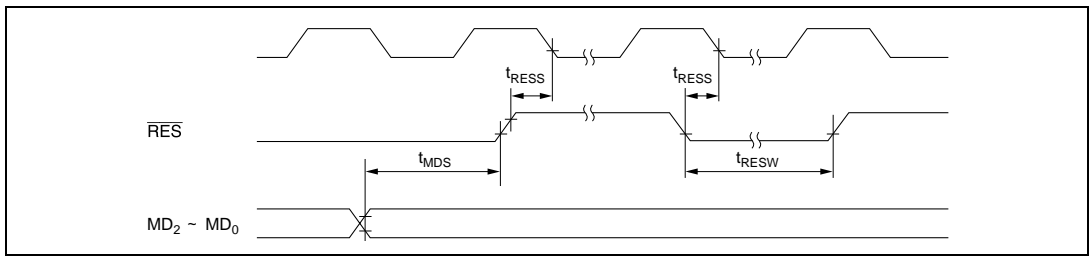 tRESS
tRESS
RES
tMDS
tRESW
MD2 ~ MD0